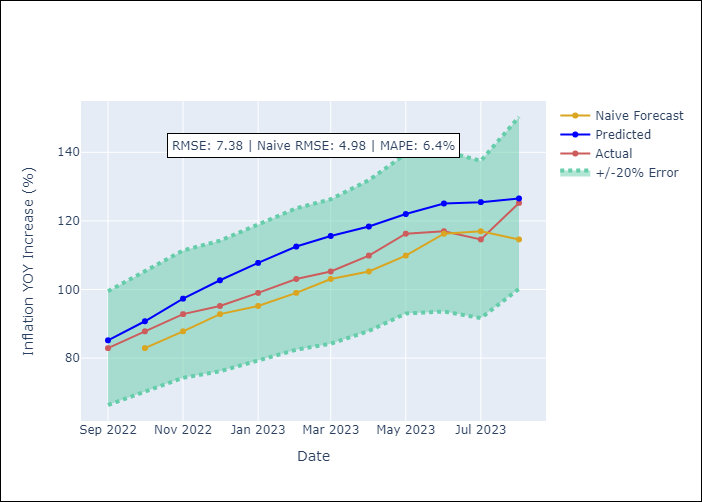 RMSE: 7.38 | Naive RMSE: 4.98 | MAPE: 6.4%
Naive Forecast
Predicted
Actual
+/-20% Error
Inflation YOY Increase (%)
140
120
100
80
Sep 2022 Nov 2022 Jan 2023 Mar 2023 May 2023 Jul 2023
Date